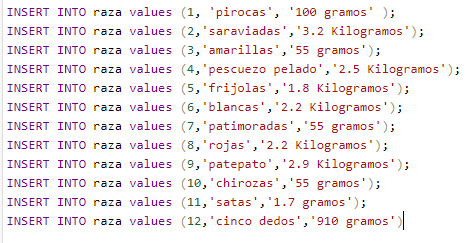 INSERT INTO raza values (1, 'pirocas', '100 gramos' );
INSERT INTO raza values (2,'saraviadas','3.2 Kilogramos');
INSERT INTO raza values (3,'amarillas','55 gramos');
INSERT INTO raza values (4,'pescuezo pelado','2.5 Kilogramos');
INSERT INTO raza values (5,'frijolas','1.8 Kilogramos');
INSERT INTO raza values (6,'blancas','2.2 Kilogramos');
INSERT INTO raza values (7,'patimoradas','55 gramos');
INSERT INTO raza values (8,'rojas','2.2 Kilogramos');
INSERT INTO raza values (9,'patepato','2.9 Kilogramos');
INSERT INTO raza values (10,'chirozas','55 gramos');
INSERT INTO raza values (11,'satas','1.7 gramos');
INSERT INTO raza values (12,'cinco dedos','910 gramos')